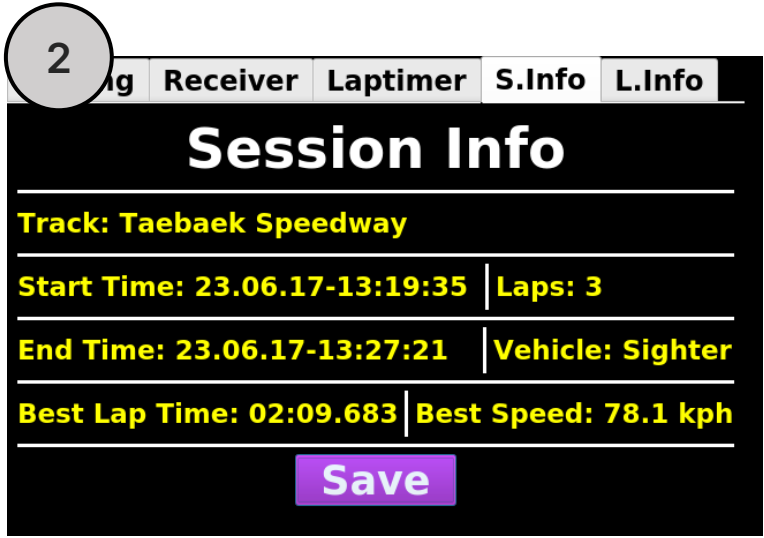 2
Receiver Laptimer S.Info L.Info
Session Info
Track: Taebaek Speedway
Start Time: 23.06.17-13:19:35 Laps: 3
End Time: 23.06.17-13:27:21 Vehicle: Sighter
Best Lap Time: 02:09.683 Best Speed: 78.1 kph
Save